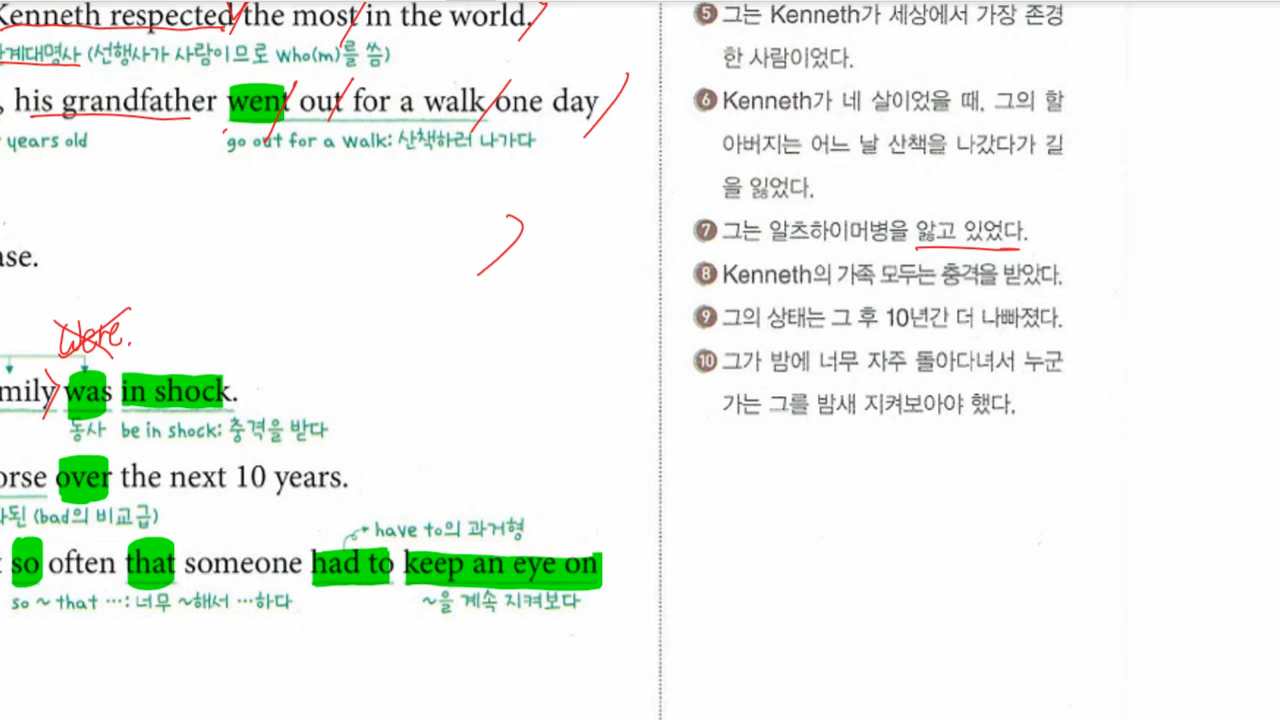 Kenneth respected the most in the world.
계대명사 (선행사가 사람이므로 who(m)를 씀)
, his grandfather went out for a walk one day
years old
go out for a walk: 산책하러 나가다
ase.
were.
mily was in shock.
동사 be in shock: 충격을 받다
orse over the next 10 years.
된 (bad의 비교급)
have to의 과거형
so often that someone had to keep an eye on
so ~ that …: 너무 ~해서 …하다
~을 계속 지켜보다
5 그는 Kenneth가 세상에서 가장 존경
한 사람이었다.
6 Kenneth가 네 살이었을 때, 그의 할
아버지는 어느 날 산책을 나갔다가 길
을 잃었다.
7 그는 알츠하이머병을 앓고 있었다.
8 Kenneth의 가족 모두는 충격을 받았다.
9 그의 상태는 그 후 10년간 더 나빠졌다.
10 그가 밤에 너무 자주 돌아다녀서 누군
가는 그를 밤새 지켜보아야 했다.